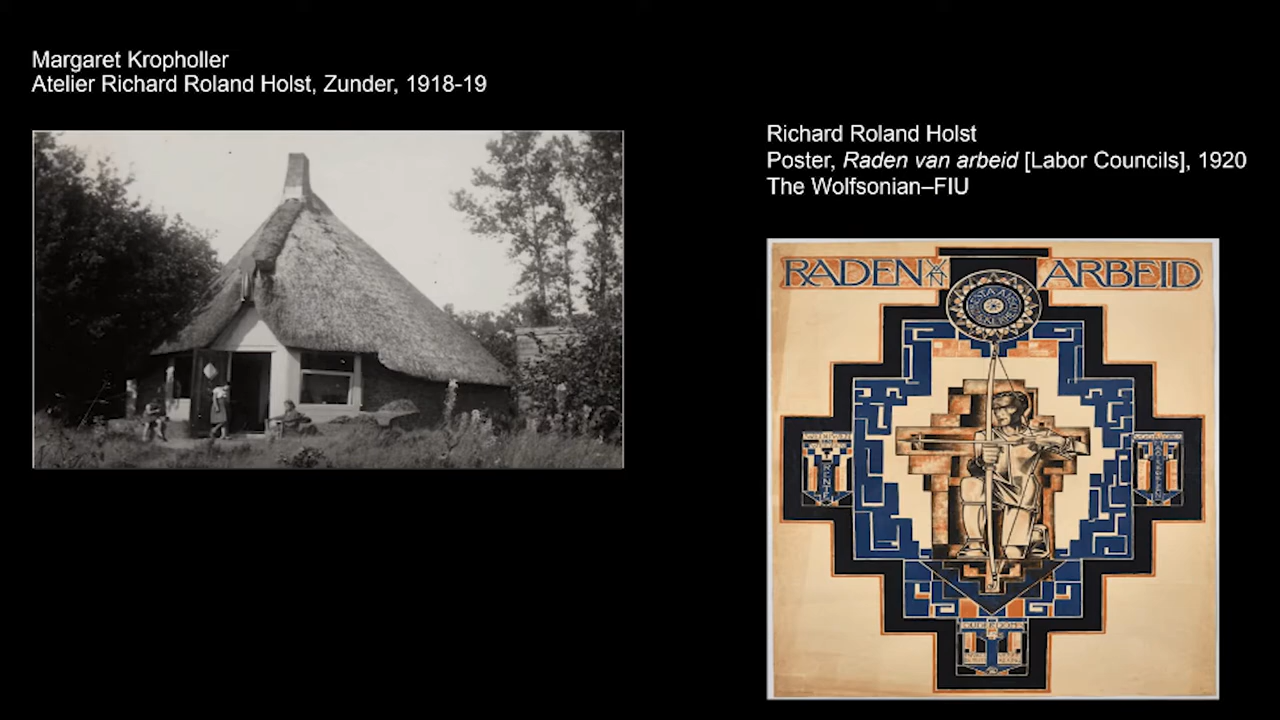 Margaret Kropholler
Atelier Richard Roland Holst, Zunder, 1918-19
Richard Roland Holst
Poster, Raden van arbeid [Labor Councils], 1920
The Wolfsonian–FIU
RADEN VAN ARBEID
RENTE